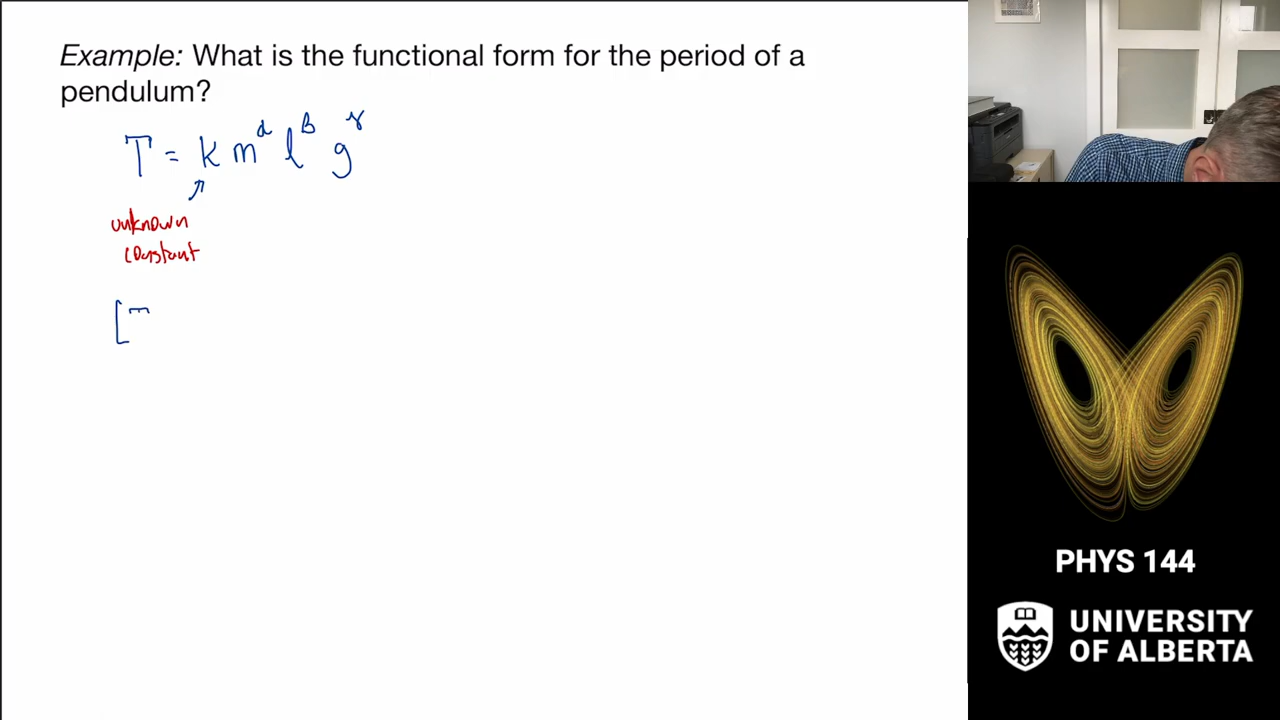 Example: What is the functional form for the period of a
pendulum?
T = k m^α l^β g^γ
unknown
constant
[T
PHYS 144
UNIVERSITY
OF ALBERTA